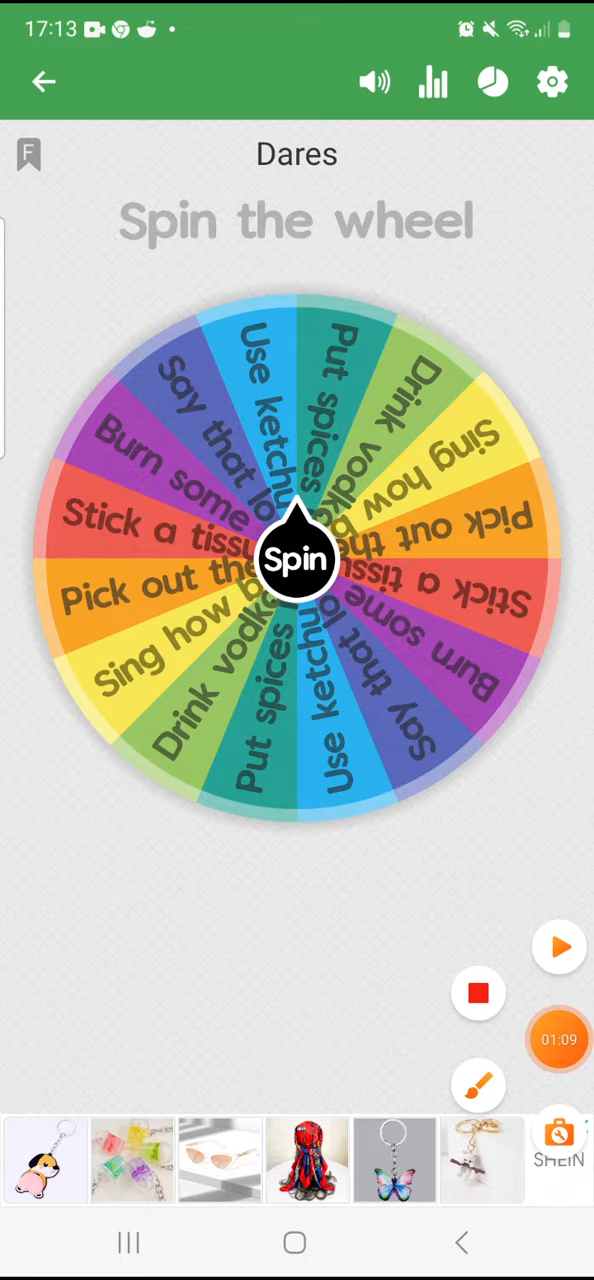 17:13
F
Dares
Spin the wheel
Put spices
Drink vodka
Sing how b
Pick out the
Stick a tissu
Burn some
Say that lo
Use ketchu
Put spices
Drink vodka
Sing how b
Pick out the
Stick a tissu
Burn some
Say that lo
Use ketchu
Spin
01:09
SHEIN